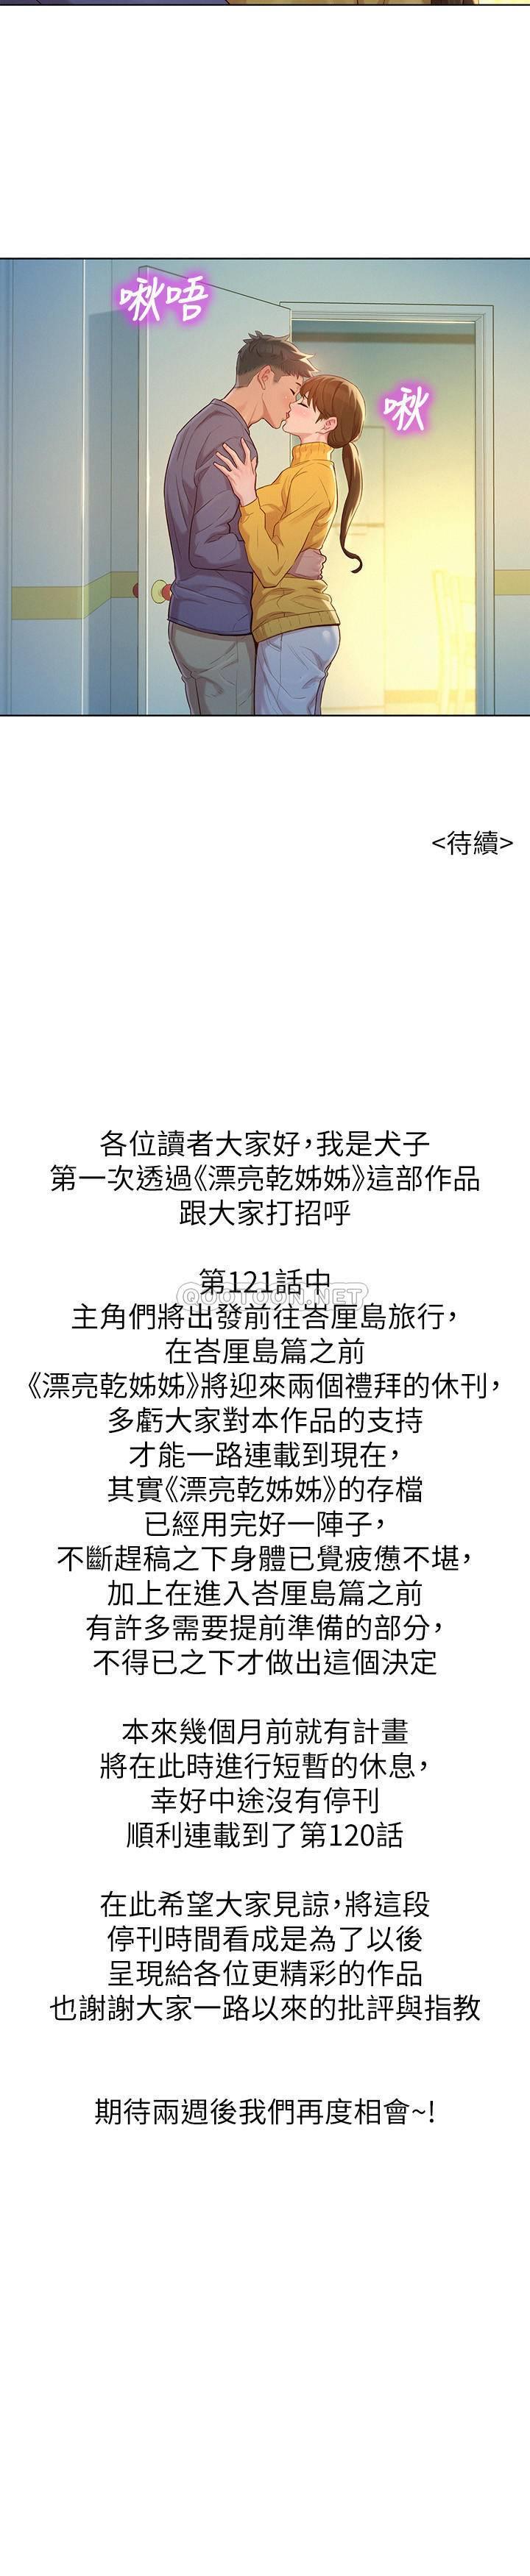 啾唔
啾
<待續>
各位讀者大家好，我是犬子
第一次透過《漂亮乾姊姊》這部作品
跟大家打招呼
第121話中
QOOTOON.NET
主角們將出發前往峇厘島旅行，
在峇厘島篇之前
《漂亮乾姊姊》將迎來兩個禮拜的休刊，
多虧大家對本作品的支持
才能一路連載到現在，
其實《漂亮乾姊姊》的存檔
已經用完好一陣子，
不斷趕稿之下身體已覺疲憊不堪，
加上在進入峇厘島篇之前
有許多需要提前準備的部分，
不得已之下才做出這個決定
本來幾個月前就有計畫
將在此時進行短暫的休息，
幸好中途沒有停刊
順利連載到了第120話
在此希望大家見諒，將這段
停刊時間看成是為了以後
呈現給各位更精彩的作品
也謝謝大家一路以來的批評與指教
期待兩週後我們再度相會~!